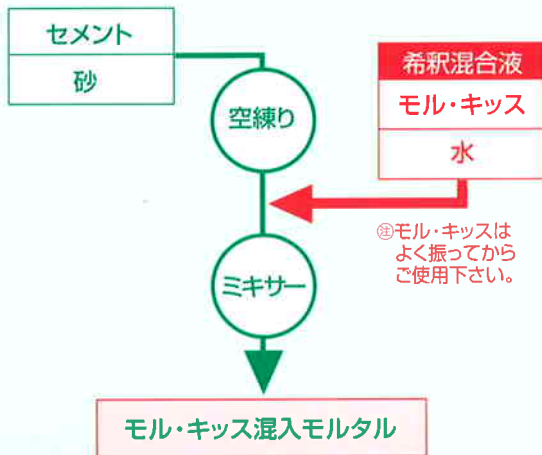 セメント
砂
空練り
希釈混合液
モル・キッス
水
㊟モル・キッスは
よく振ってから
ご使用下さい。
ミキサー
モル・キッス混入モルタル